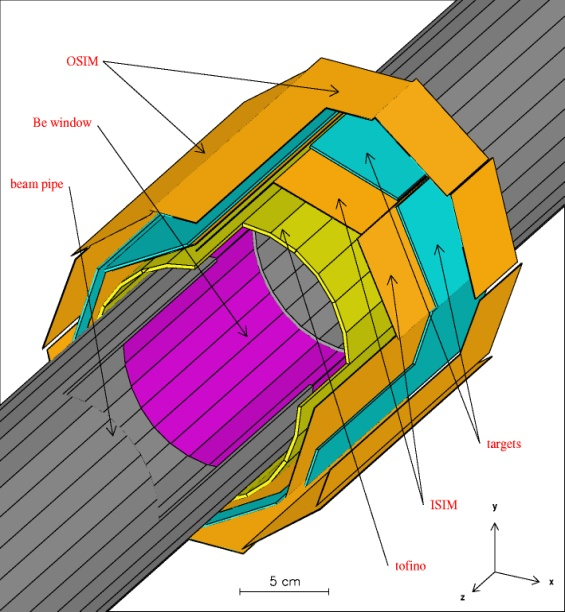 OSIM
Be window
beam pipe
targets
ISIM
tofino
y
x
z
5 cm